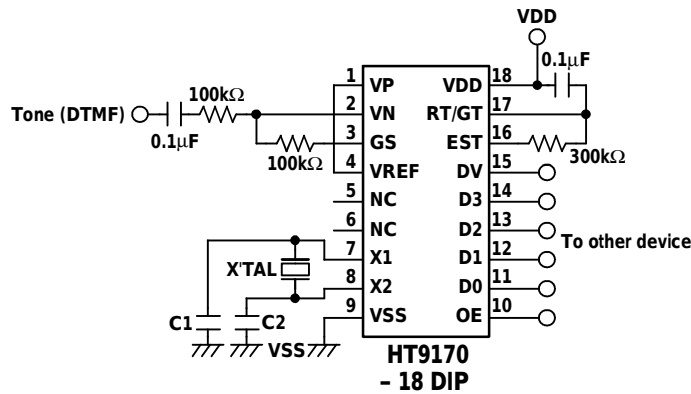 VDD
0.1μF
Tone (DTMF)
0.1μF
100kΩ
100kΩ
1 VP
2 VN
3 GS
4 VREF
5 NC
6 NC
7 X1
8 X2
9 VSS
VDD 18
RT/GT 17
EST 16
DV 15
D3 14
D2 13
D1 12
D0 11
OE 10
300kΩ
To other device
X'TAL
C1
C2
VSS
HT9170
– 18 DIP